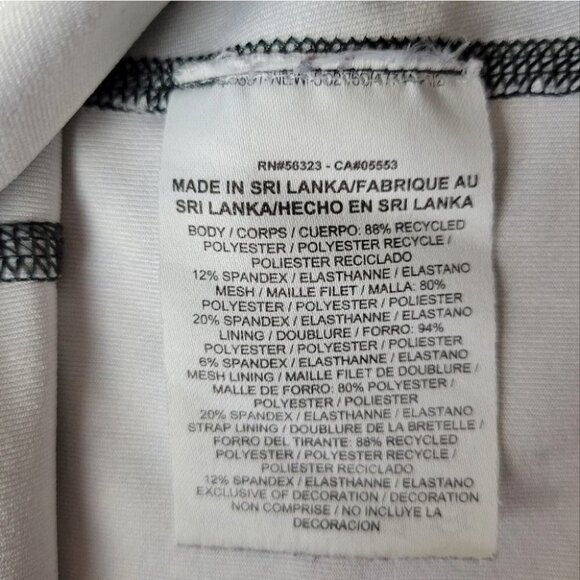 RN#56323 - CA#05553
MADE IN SRI LANKA/FABRIQUE AU
SRI LANKA/HECHO EN SRI LANKA
BODY / CORPS / CUERPO: 88% RECYCLED
POLYESTER / POLYESTER RECYCLE /
POLIESTER RECICLADO
12% SPANDEX / ELASTHANNE / ELASTANO
MESH / MAILLE FILET / MALLA: 80%
POLYESTER / POLYESTER / POLIESTER
20% SPANDEX / ELASTHANNE / ELASTANO
LINING / DOUBLURE / FORRO: 94%
POLYESTER / POLYESTER / POLIESTER
6% SPANDEX / ELASTHANNE / ELASTANO
MESH LINING / MAILLE FILET DE DOUBLURE /
MALLE DE FORRO: 80% POLYESTER /
POLYESTER / POLIESTER
20% SPANDEX / ELASTHANNE / ELASTANO
STRAP LINING / DOUBLURE DE LA BRETELLE /
FORRO DEL TIRANTE: 88% RECYCLED
POLYESTER / POLYESTER RECYCLE /
POLIESTER RECICLADO
12% SPANDEX / ELASTHANNE / ELASTANO
EXCLUSIVE OF DECORATION / DECORATION
NON COMPRISE / NO INCLUYE LA
DECORACION